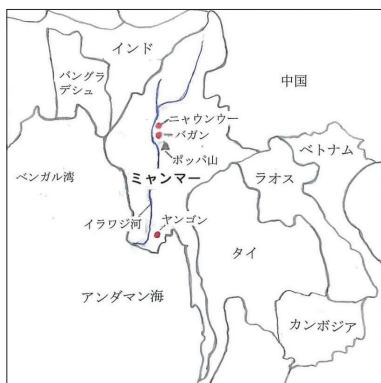 インド
バングラ
デシュ
中国
ニャウンウー
バガン
ポッパ山
ベトナム
ベンガル湾
ミャンマー
ラオス
イラワジ河
ヤンゴン
タイ
アンダマン海
カンボジア